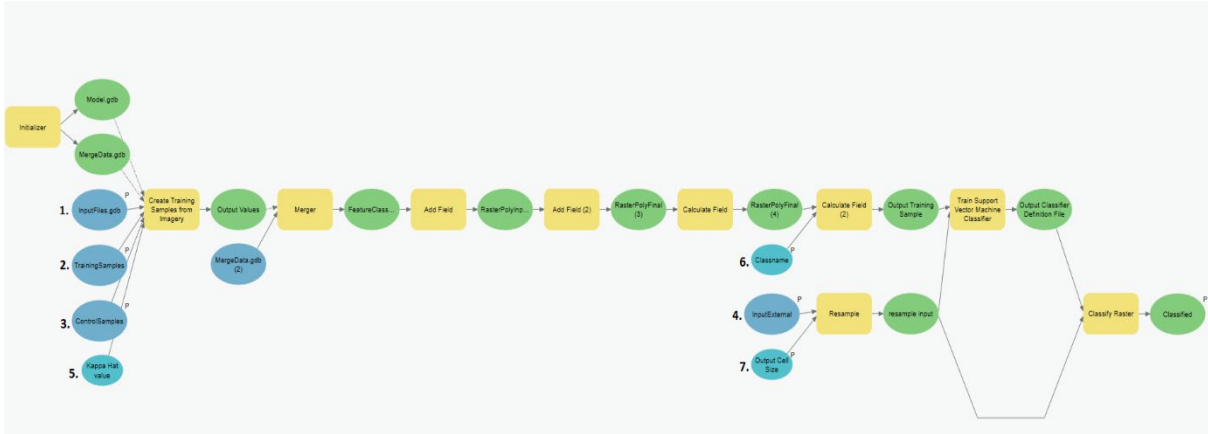 Model.gdb
Initializer
MergeData.gdb
P
1.
InputFiles.gdb
Create Training
Samples from
Imagery
Output Values
Merger
FeatureClass...
Add Field
RasterPolyInp...
Add Field (2)
RasterPolyFinal
(3)
Calculate Field
RasterPolyFinal
(4)
Calculate Field
(2)
Output Training
Sample
Train Support
Vector Machine
Classifier
Output Classifier
Definition File
P
2.
TrainingSamples
MergeData.gdb
(2)
6.
Classname
P
P
3.
ControlSamples
4.
InputExternal
P
Resample
resample input
Classify Raster
Classified
P
5.
Kappa Hat
value
P
7.
Output Cell
Size
P